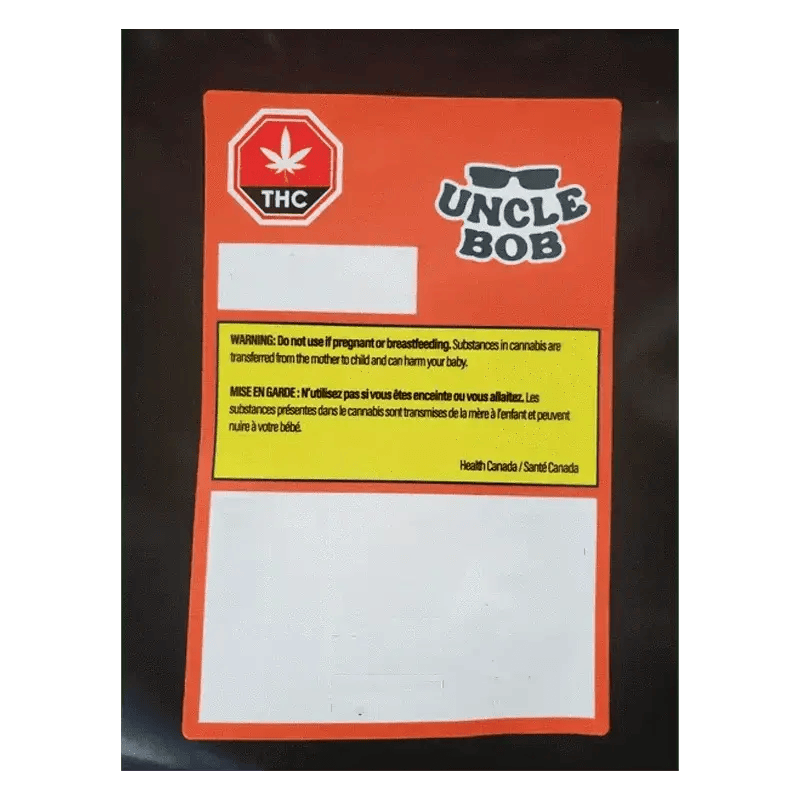 THC
UNCLE
BOB
WARNING: Do not use if pregnant or breastfeeding. Substances in cannabis are
transferred from the mother to child and can harm your baby.
MISE EN GARDE : N'utilisez pas si vous êtes enceinte ou vous allaitez. Les
substances présentes dans le cannabis sont transmises de la mère à l'enfant et peuvent
nuire à votre bébé.
Health Canada / Santé Canada